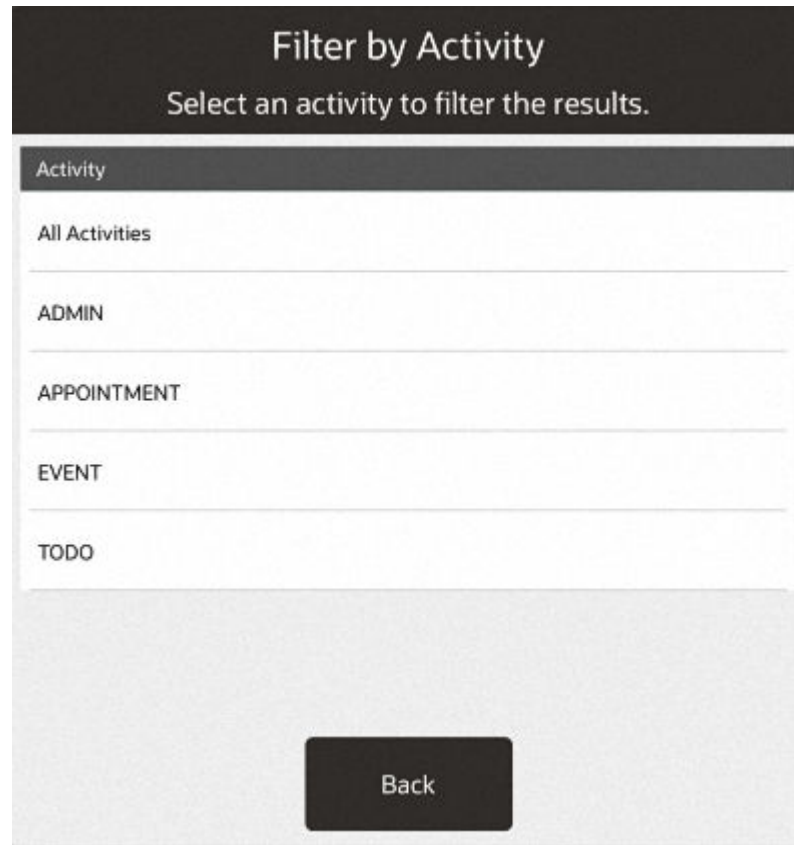 Filter by Activity
Select an activity to filter the results.
Activity
All Activities
ADMIN
APPOINTMENT
EVENT
TODO
Back